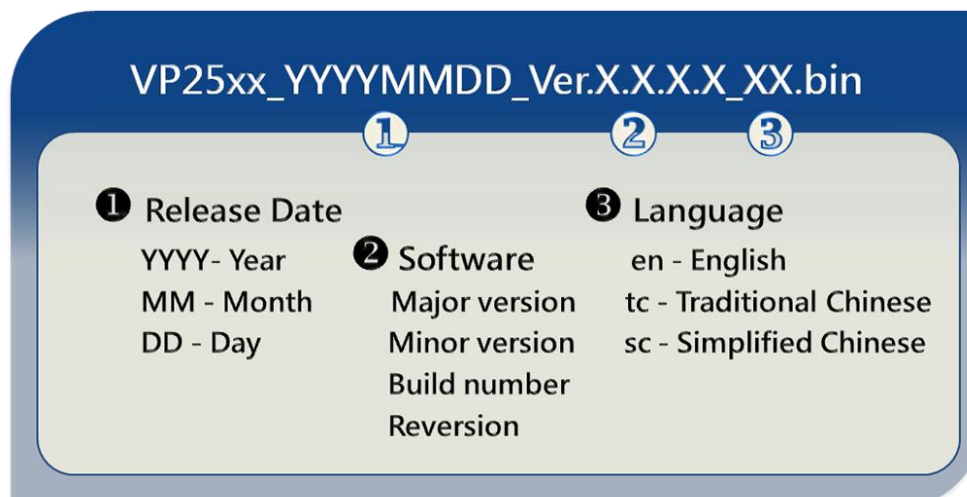 VP25xx_YYYYMMDD_Ver.X.X.X.X_XX.bin
1 2 3
1 Release Date
YYYY- Year
MM - Month
DD - Day
2 Software
Major version
Minor version
Build number
Reversion
3 Language
en - English
tc - Traditional Chinese
sc - Simplified Chinese